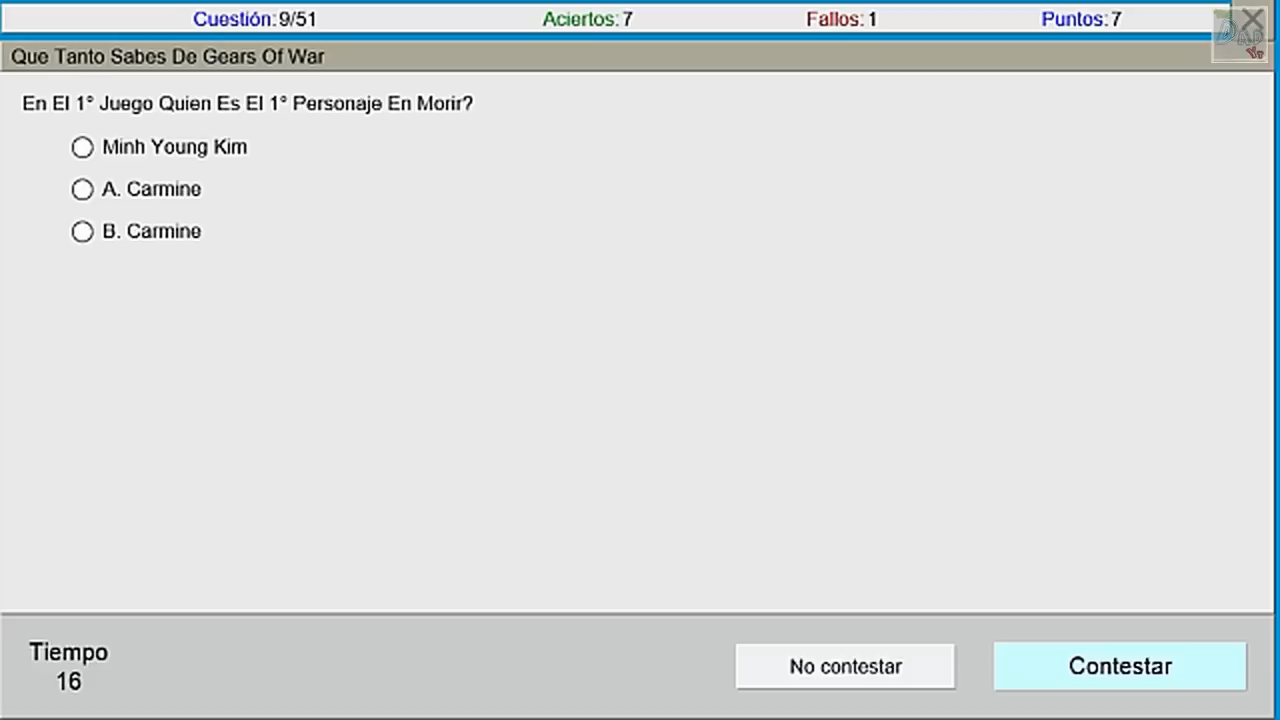 Cuestión: 9/51 Aciertos: 7 Fallos: 1 Puntos: 7
Que Tanto Sabes De Gears Of War
En El 1° Juego Quien Es El 1° Personaje En Morir?
Minh Young Kim
A. Carmine
B. Carmine
Tiempo
16
No contestar
Contestar